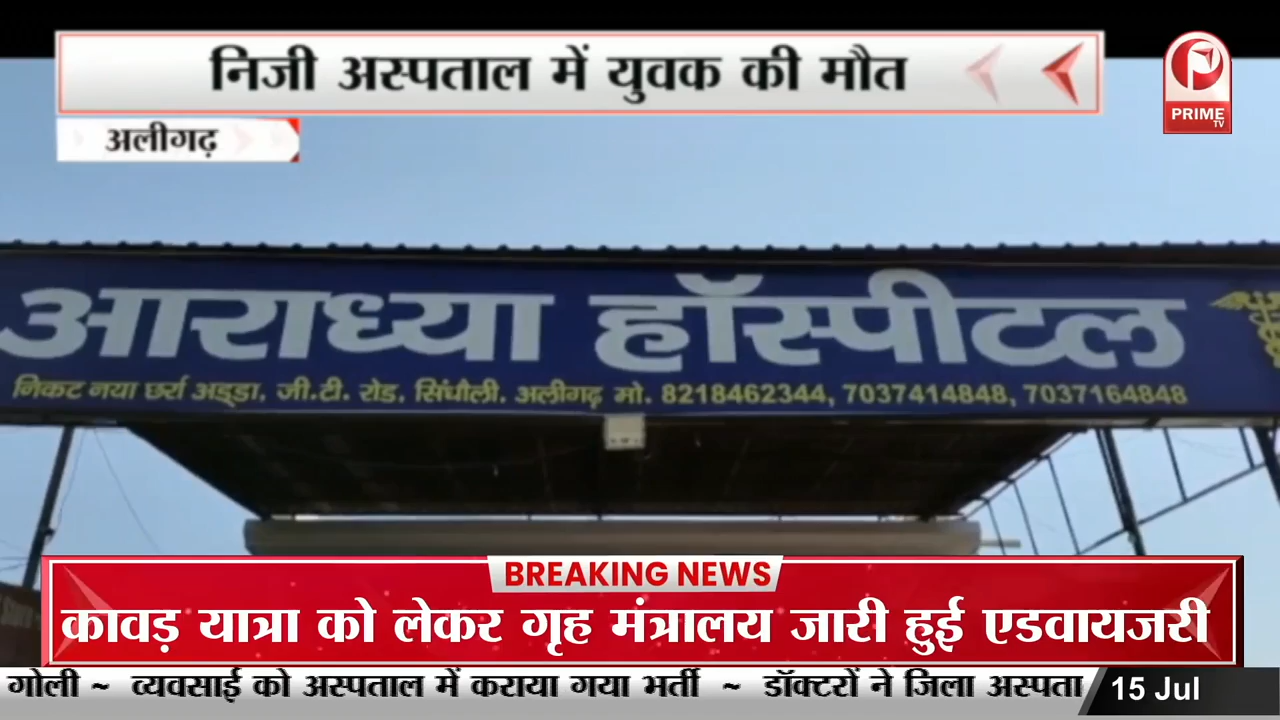 निजी अस्पताल में युवक की मौत
PRIME
TV
अलीगढ़
आराध्या हॉस्पीटल
निकट नया छर्रा अड्डा, जी.टी. रोड, सिंघौली, अलीगढ़ मो. 8218462344, 7037414848, 7037164848
BREAKING NEWS
कावड़ यात्रा को लेकर गृह मंत्रालय जारी हुई एडवायजरी
गोली ~ व्यवसाई को अस्पताल में कराया गया भर्ती ~ डॉक्टरों ने जिला अस्पता
15 Jul